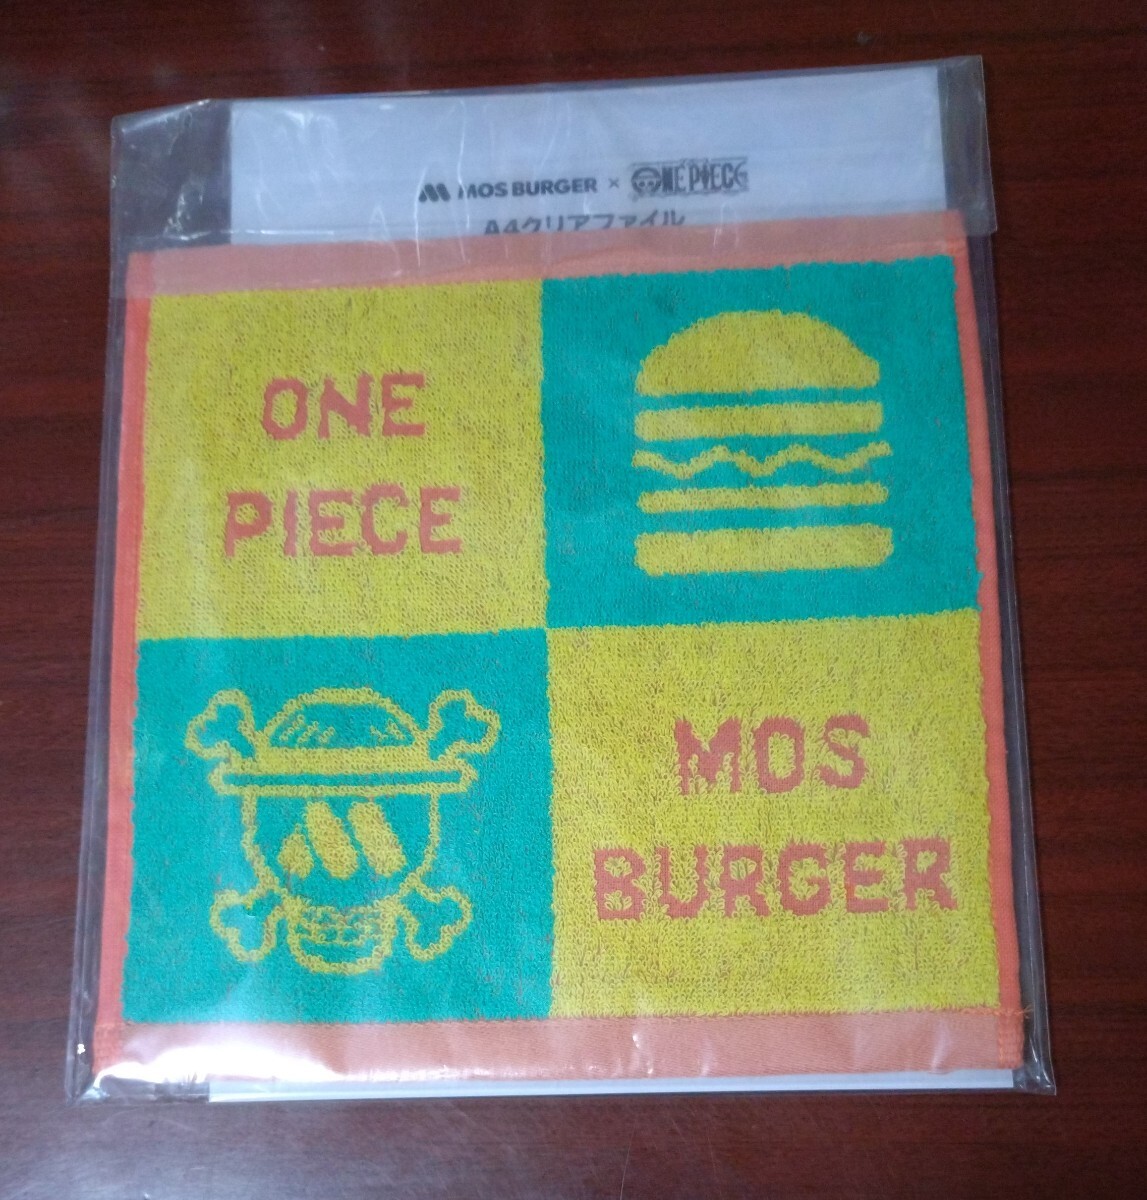 MOS BURGER × ONE PIECE
A4クリアファイル
ONE
PIECE
MOS
BURGER